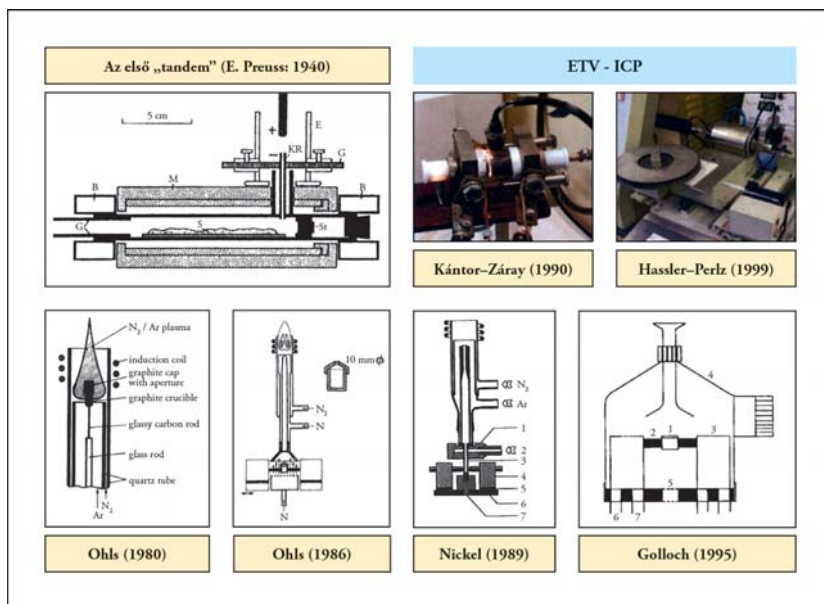 Az első „tandem” (E. Preuss: 1940)
ETV - ICP
5 cm
E
+
–
KR
G
M
B
B
G
S
St
Kántor–Záray (1990)
Hassler–Perlz (1999)
N₂ / Ar plasma
induction coil
graphite cap
with aperture
graphite crucible
glassy carbon rod
glass rod
quartz tube
N₂
Ar
10 mm ϕ
N₂
N
N
N₂
Ar
1
2
3
4
5
6
7
4
2
1
3
5
6
7
Ohls (1980)
Ohls (1986)
Nickel (1989)
Golloch (1995)